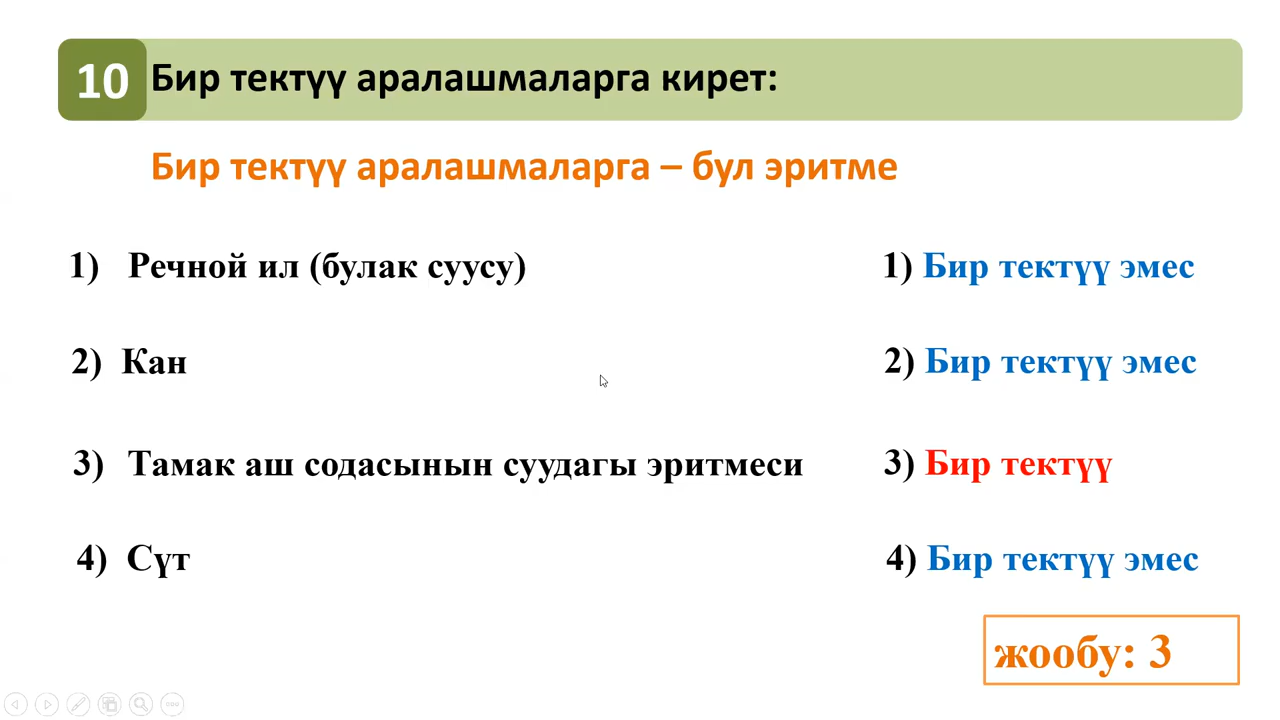 10 Бир тектүү аралашмаларга кирет:
Бир тектүү аралашмаларга – бул эритме
1) Речной ил (булак суусу) 1) Бир тектүү эмес
2) Кан 2) Бир тектүү эмес
3) Тамак аш содасынын суудагы эритмеси 3) Бир тектүү
4) Сүт 4) Бир тектүү эмес
жообу: 3